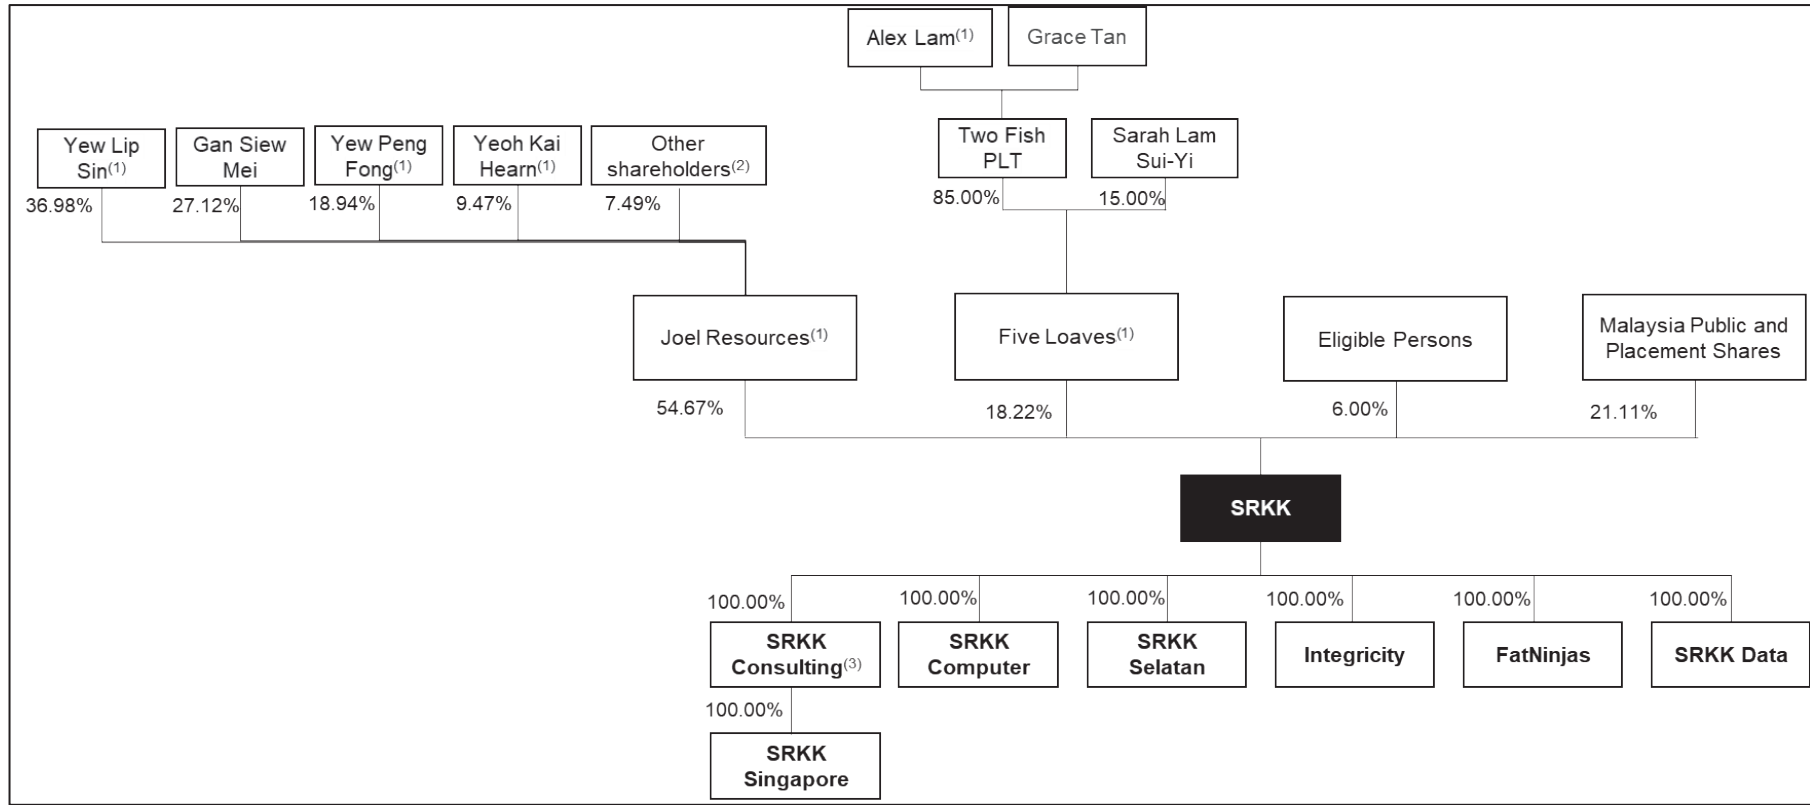 Alex Lam(1)
Grace Tan
Yew Lip
Sin(1)
Gan Siew
Mei
Yew Peng
Fong(1)
Yeoh Kai
Hearn(1)
Other
shareholders(2)
Two Fish
PLT
Sarah Lam
Sui-Yi
36.98%
27.12%
18.94%
9.47%
7.49%
85.00%
15.00%
Joel Resources(1)
Five Loaves(1)
Eligible Persons
Malaysia Public and
Placement Shares
54.67%
18.22%
6.00%
21.11%
SRKK
100.00%
100.00%
100.00%
100.00%
100.00%
100.00%
SRKK
Consulting(3)
SRKK
Computer
SRKK
Selatan
Integricity
FatNinjas
SRKK Data
100.00%
SRKK
Singapore